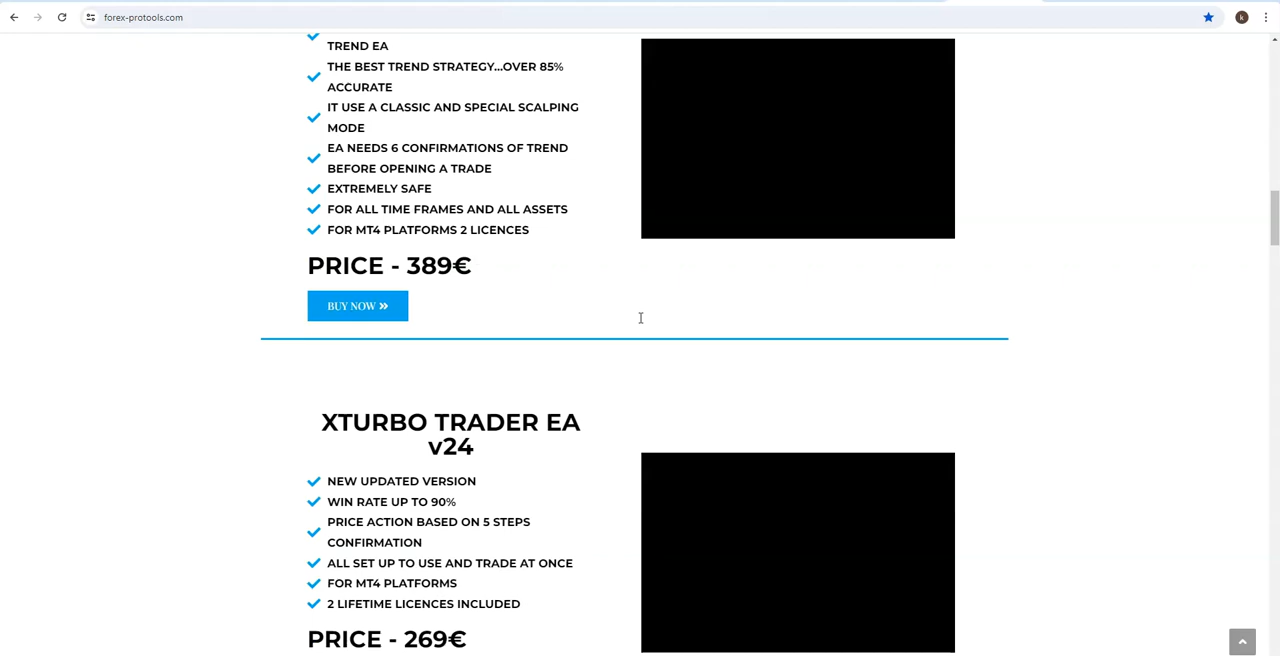 forex-protools.com
k
TREND EA
THE BEST TREND STRATEGY...OVER 85%
ACCURATE
IT USE A CLASSIC AND SPECIAL SCALPING
MODE
EA NEEDS 6 CONFIRMATIONS OF TREND
BEFORE OPENING A TRADE
EXTREMELY SAFE
FOR ALL TIME FRAMES AND ALL ASSETS
FOR MT4 PLATFORMS 2 LICENCES
PRICE - 389€
BUY NOW »
XTURBO TRADER EA
v24
NEW UPDATED VERSION
WIN RATE UP TO 90%
PRICE ACTION BASED ON 5 STEPS
CONFIRMATION
ALL SET UP TO USE AND TRADE AT ONCE
FOR MT4 PLATFORMS
2 LIFETIME LICENCES INCLUDED
PRICE - 269€